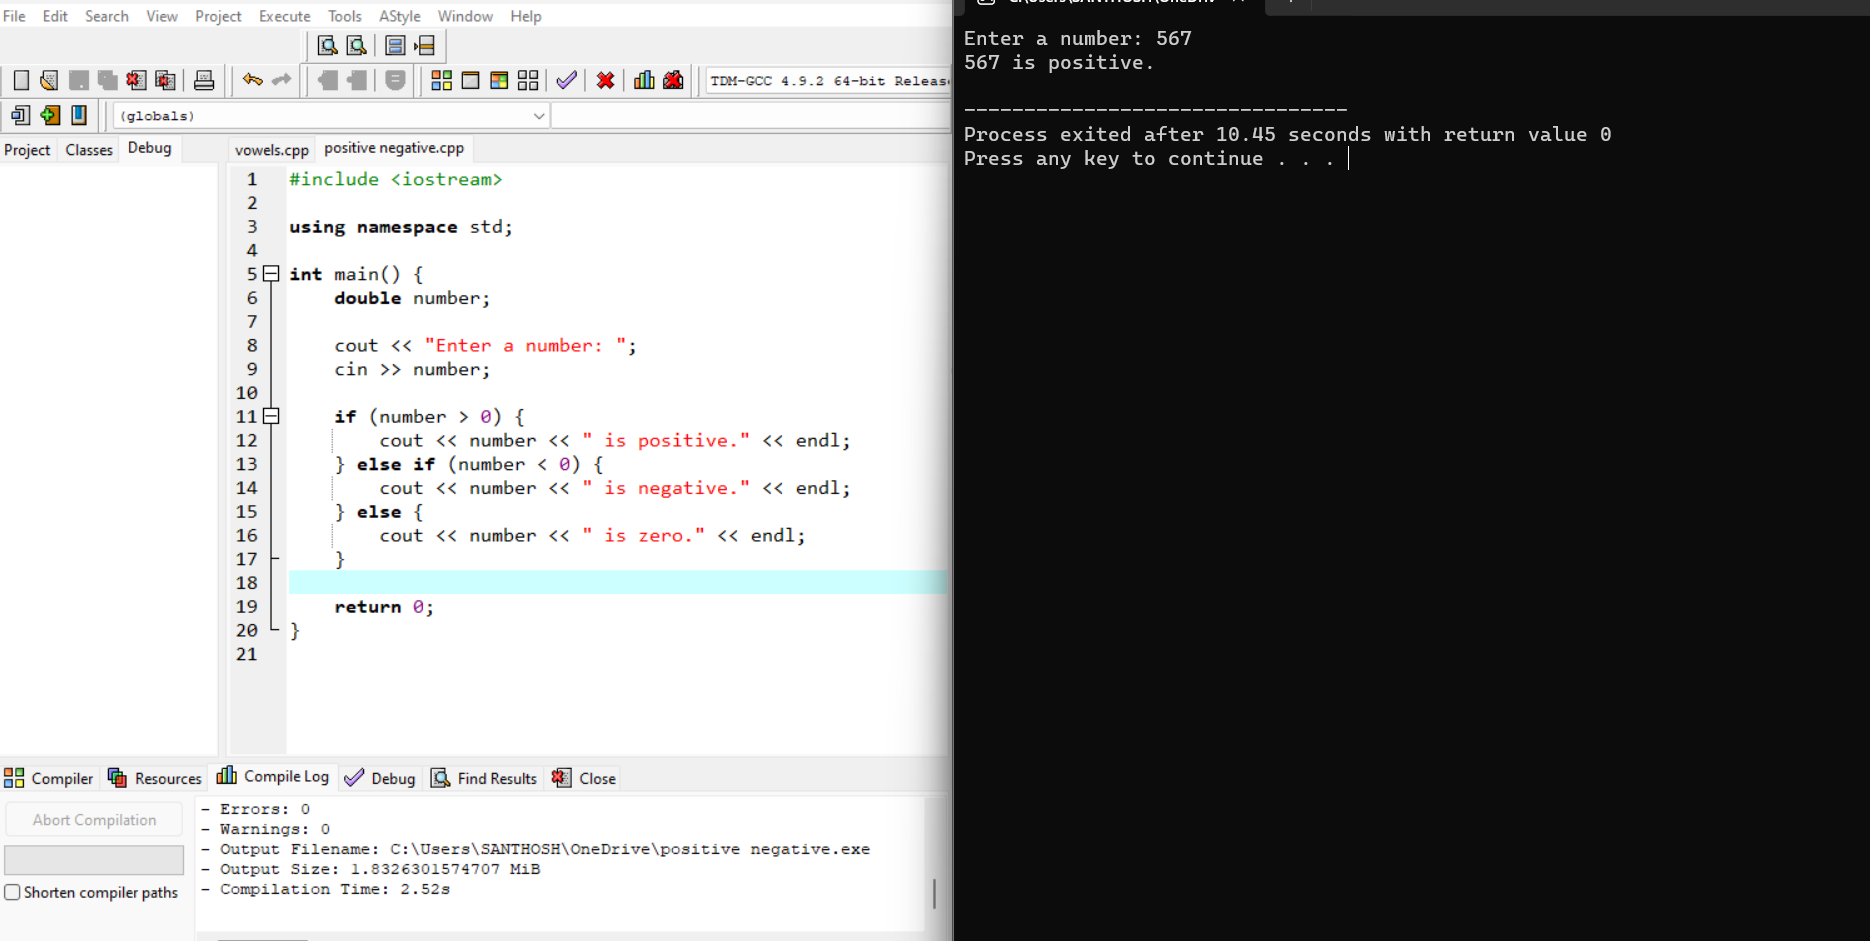 File Edit Search View Project Execute Tools AStyle Window Help
TDM-GCC 4.9.2 64-bit
(globals)
Project Classes Debug
vowels.cpp positive negative.cpp
1 #include <iostream>
2
3 using namespace std;
4
5 int main() {
6 double number;
7
8 cout << "Enter a number: ";
9 cin >> number;
10
11 if (number > 0) {
12 cout << number << " is positive." << endl;
13 } else if (number < 0) {
14 cout << number << " is negative." << endl;
15 } else {
16 cout << number << " is zero." << endl;
17 }
18
19 return 0;
20 }
21
Compiler Resources Compile Log Debug Find Results Close
Abort Compilation
Shorten compiler paths
- Errors: 0
- Warnings: 0
- Output Filename: C:\Users\SANTHOSH\OneDrive\positive negative.exe
- Output Size: 1.8326301574707 MiB
- Compilation Time: 2.52s
Enter a number: 567
567 is positive.
--------------------------------
Process exited after 10.45 seconds with return value 0
Press any key to continue . . .